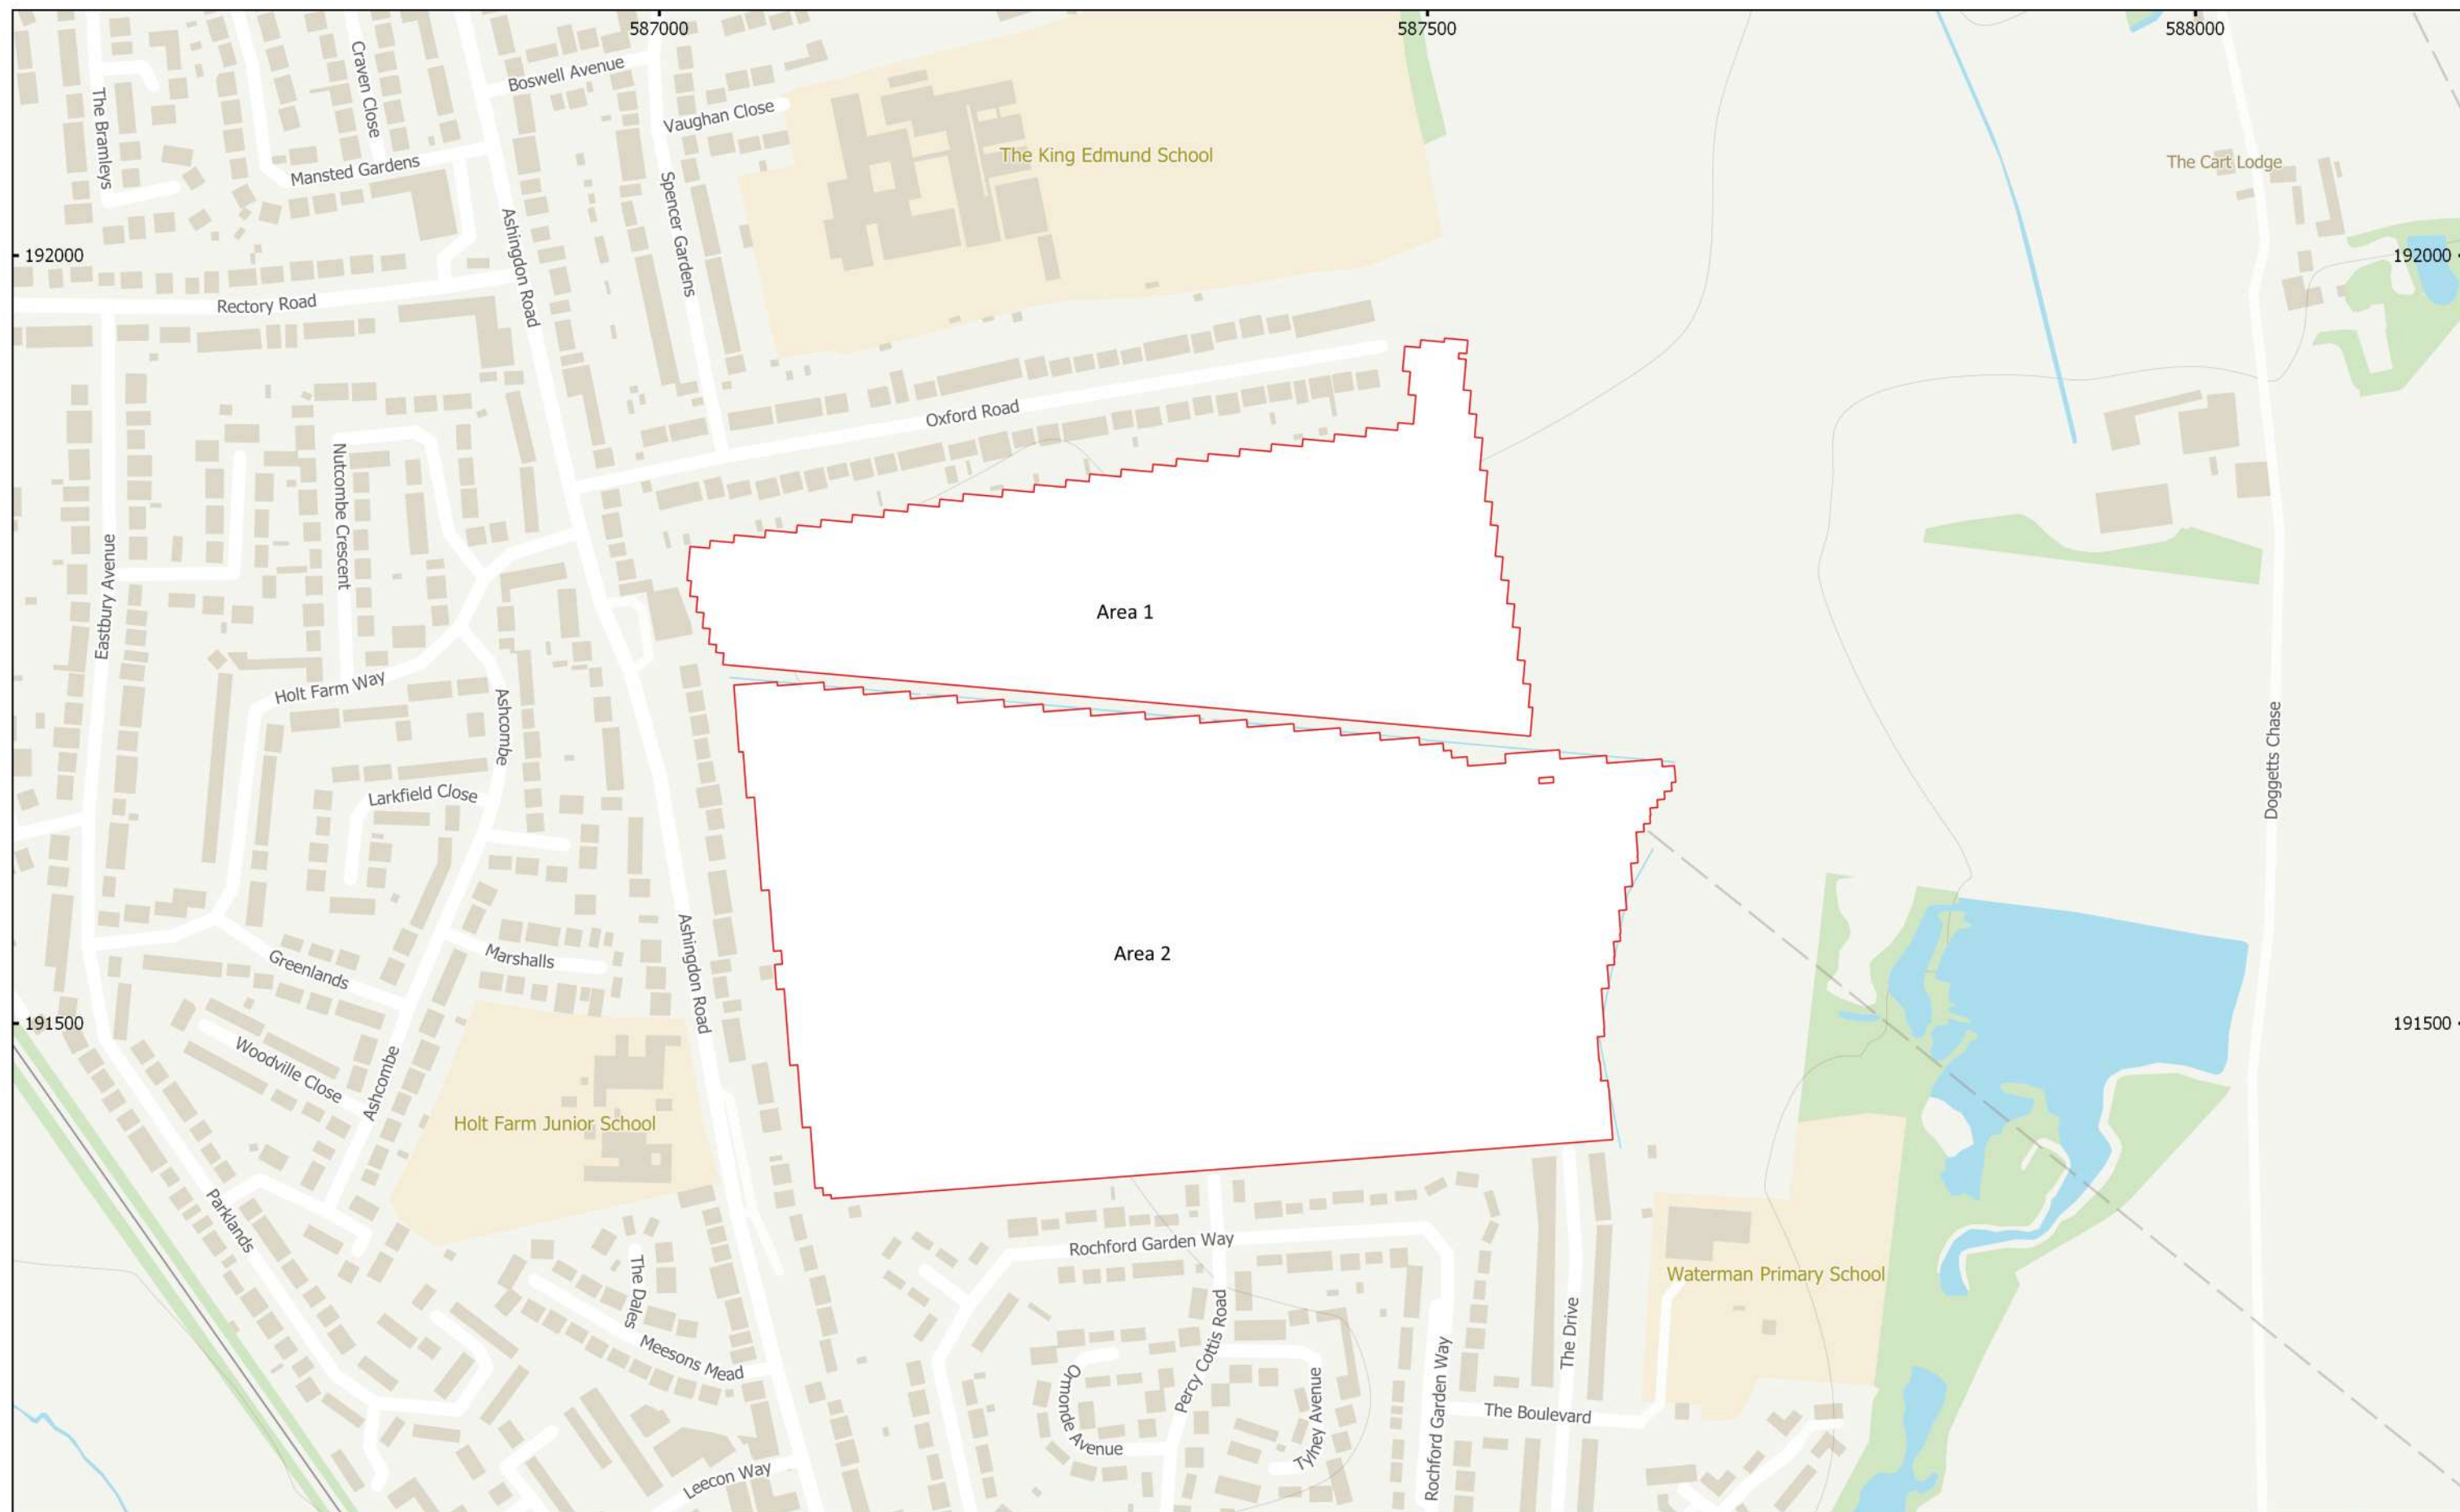 587000
587500
588000
Craven Close
Boswell Avenue
The Bramleys
Vaughan Close
The King Edmund School
The Cart Lodge
Mansted Gardens
Spencer Gardens
Ashingdon Road
192000
192000
Rectory Road
Oxford Road
Nutcombe Crescent
Eastbury Avenue
Area 1
Holt Farm Way
Ashcombe
Doggetts Chase
Larkfield Close
Area 2
Ashingdon Road
Marshalls
Greenlands
191500
191500
Woodville Close
Ashcombe
Holt Farm Junior School
Parklands
Rochford Garden Way
Waterman Primary School
The Dales
Percy Cottis Road
The Drive
Meesons Mead
Ormonde Avenue
Tylney Avenue
Rochford Garden Way
The Boulevard
Leecon Way